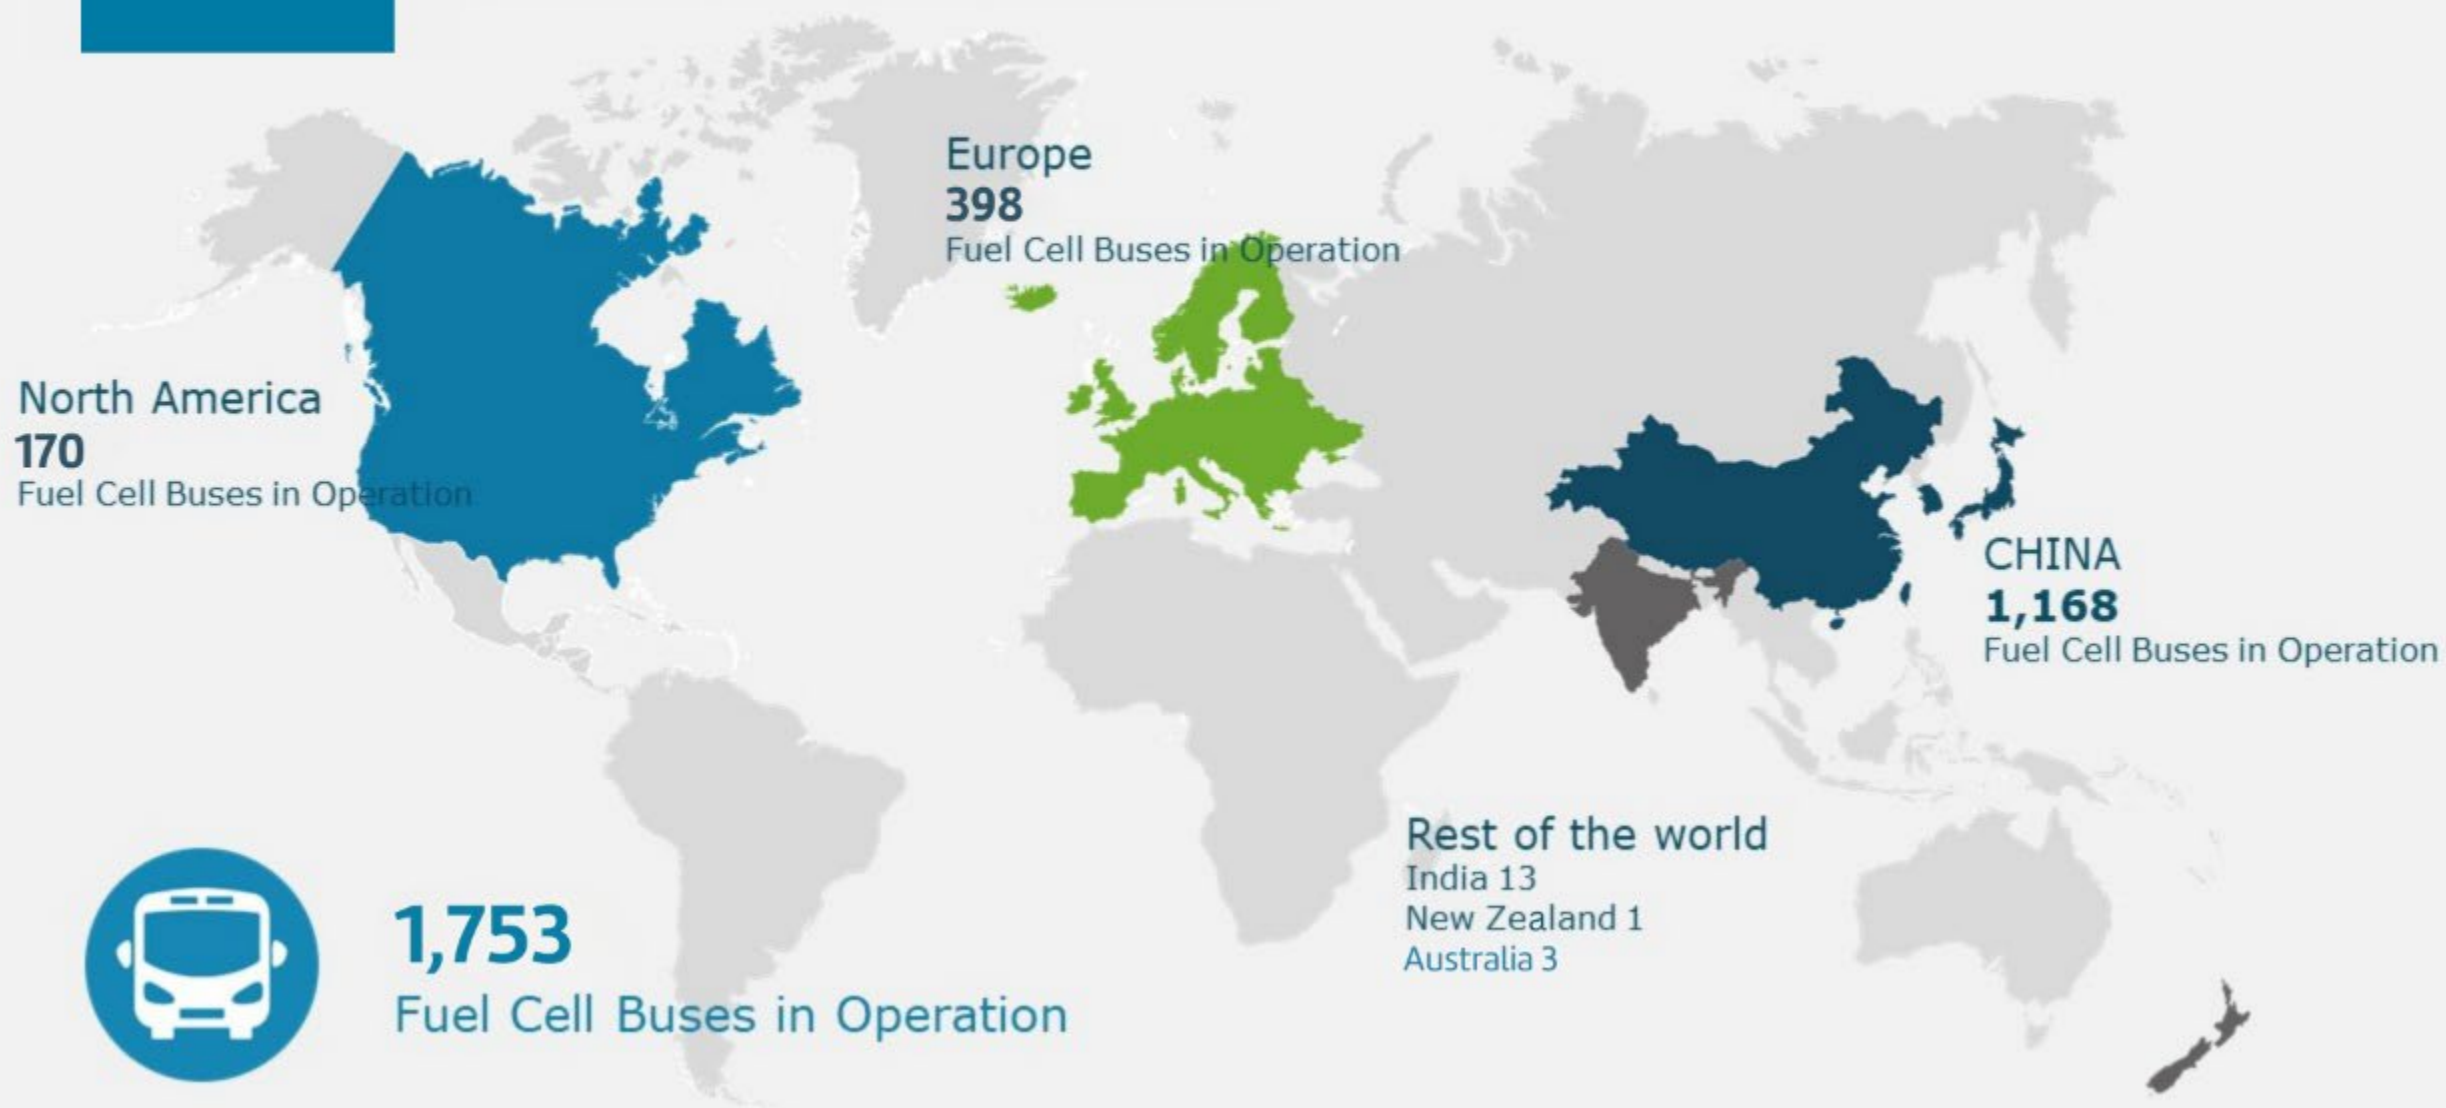 Europe
398
Fuel Cell Buses in Operation
North America
170
Fuel Cell Buses in Operation
CHINA
1,168
Fuel Cell Buses in Operation
Rest of the world
India 13
New Zealand 1
Australia 3
1,753
Fuel Cell Buses in Operation